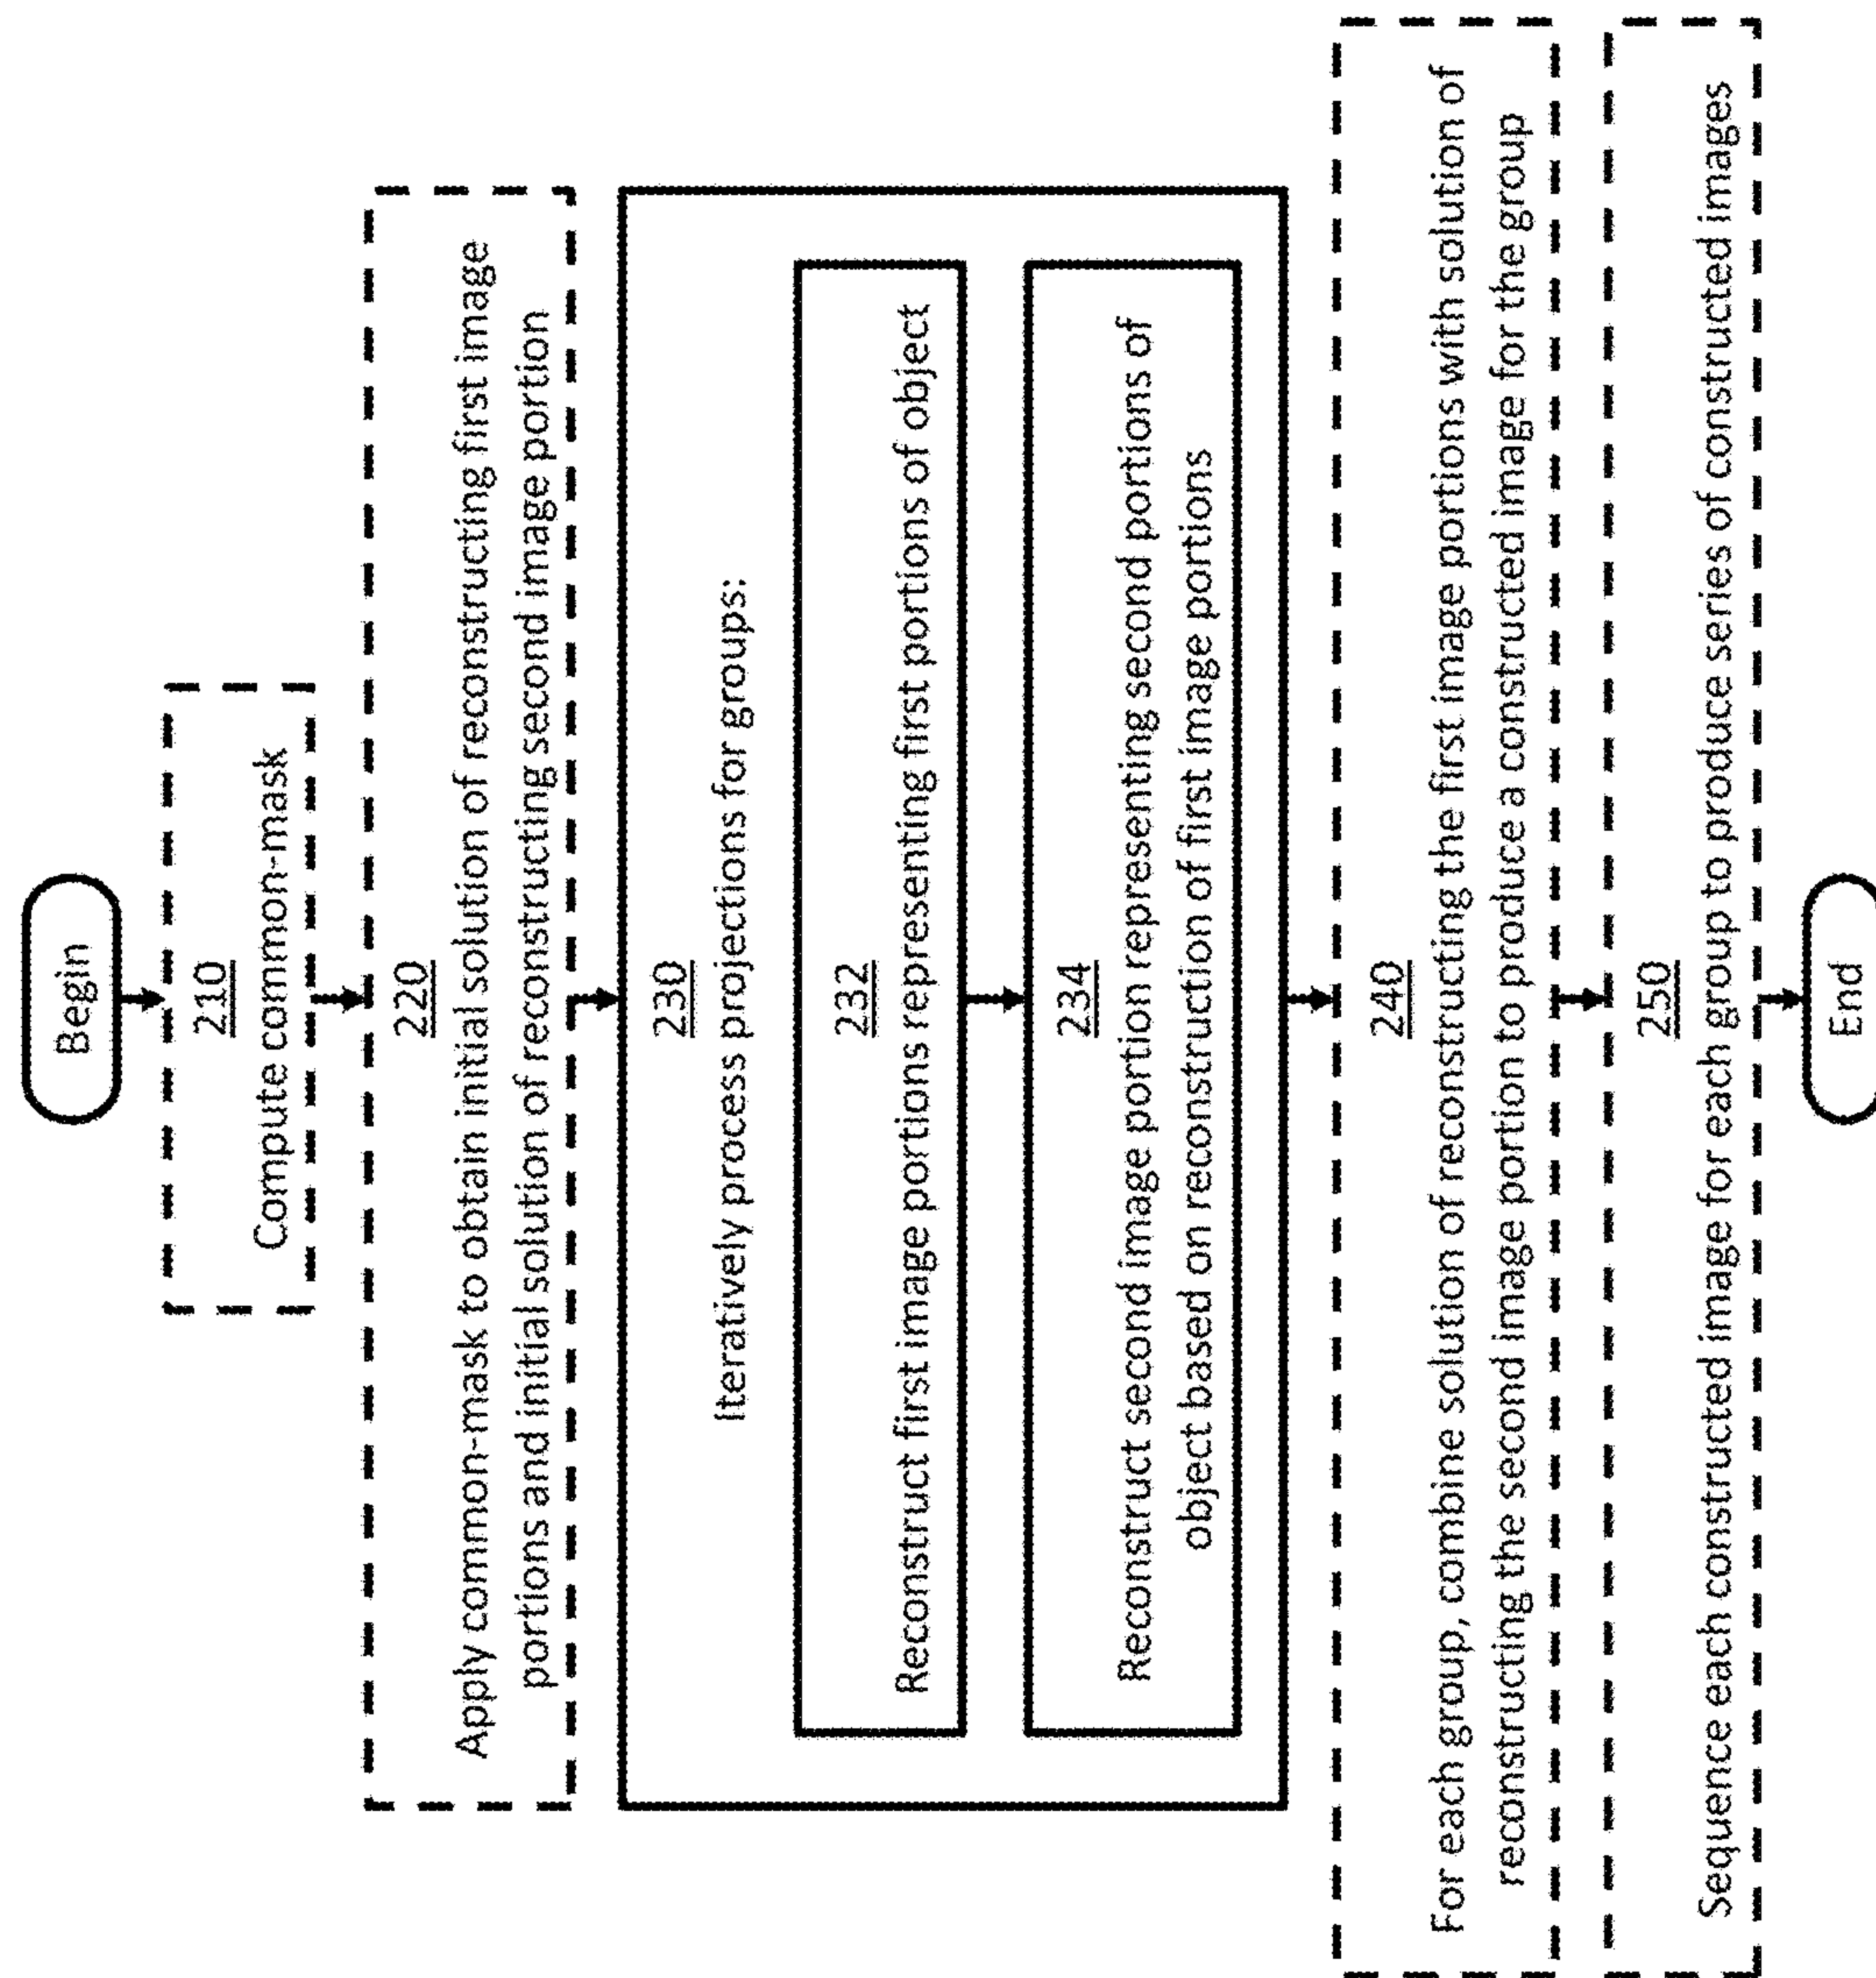 Begin
210
Compute common-mask
220
Apply common-mask to obtain initial solution of reconstructing first image
portions and initial solution of reconstructing second image portion
230
Iteratively process projections for groups:
232
Reconstruct first image portions representing first portions of object
234
Reconstruct second image portion representing second portions of
object based on reconstruction of first image portions
240
For each group, combine solution of reconstructing the first image portions with solution of
reconstructing the second image portion to produce a constructed image for the group
250
Sequence each constructed image for each group to produce series of constructed images
End